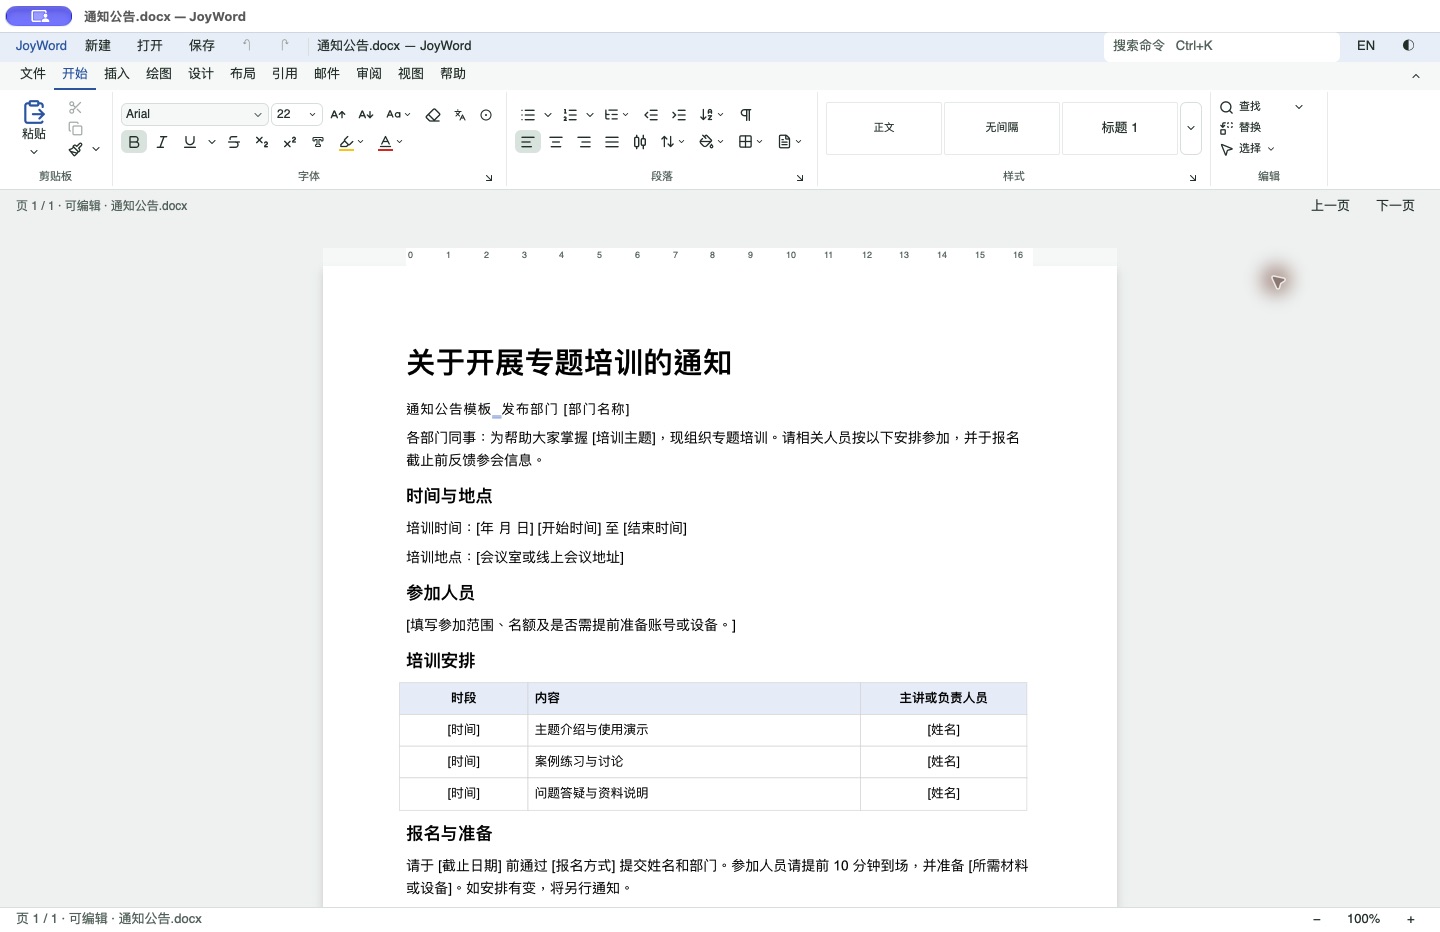 通知公告.docx — JoyWord
JoyWord 新建 打开 保存 通知公告.docx — JoyWord 搜索命令 Ctrl+K EN
文件 开始 插入 绘图 设计 布局 引用 邮件 审阅 视图 帮助
Arial 22 Aa
粘贴
正文 无间隔 标题 1
查找
替换
选择
剪贴板 字体 段落 样式 编辑
页 1 / 1 · 可编辑 · 通知公告.docx 上一页 下一页
0 1 2 3 4 5 6 7 8 9 10 11 12 13 14 15 16
关于开展专题培训的通知
通知公告模板_发布部门 [部门名称]
各部门同事：为帮助大家掌握 [培训主题]，现组织专题培训。请相关人员按以下安排参加，并于报名
截止前反馈参会信息。
时间与地点
培训时间：[年 月 日] [开始时间] 至 [结束时间]
培训地点：[会议室或线上会议地址]
参加人员
[填写参加范围、名额及是否需提前准备账号或设备。]
培训安排
时段 内容 主讲或负责人员
[时间] 主题介绍与使用演示 [姓名]
[时间] 案例练习与讨论 [姓名]
[时间] 问题答疑与资料说明 [姓名]
报名与准备
请于 [截止日期] 前通过 [报名方式] 提交姓名和部门。参加人员请提前 10 分钟到场，并准备 [所需材料
或设备]。如安排有变，将另行通知。
页 1 / 1 · 可编辑 · 通知公告.docx − 100% +